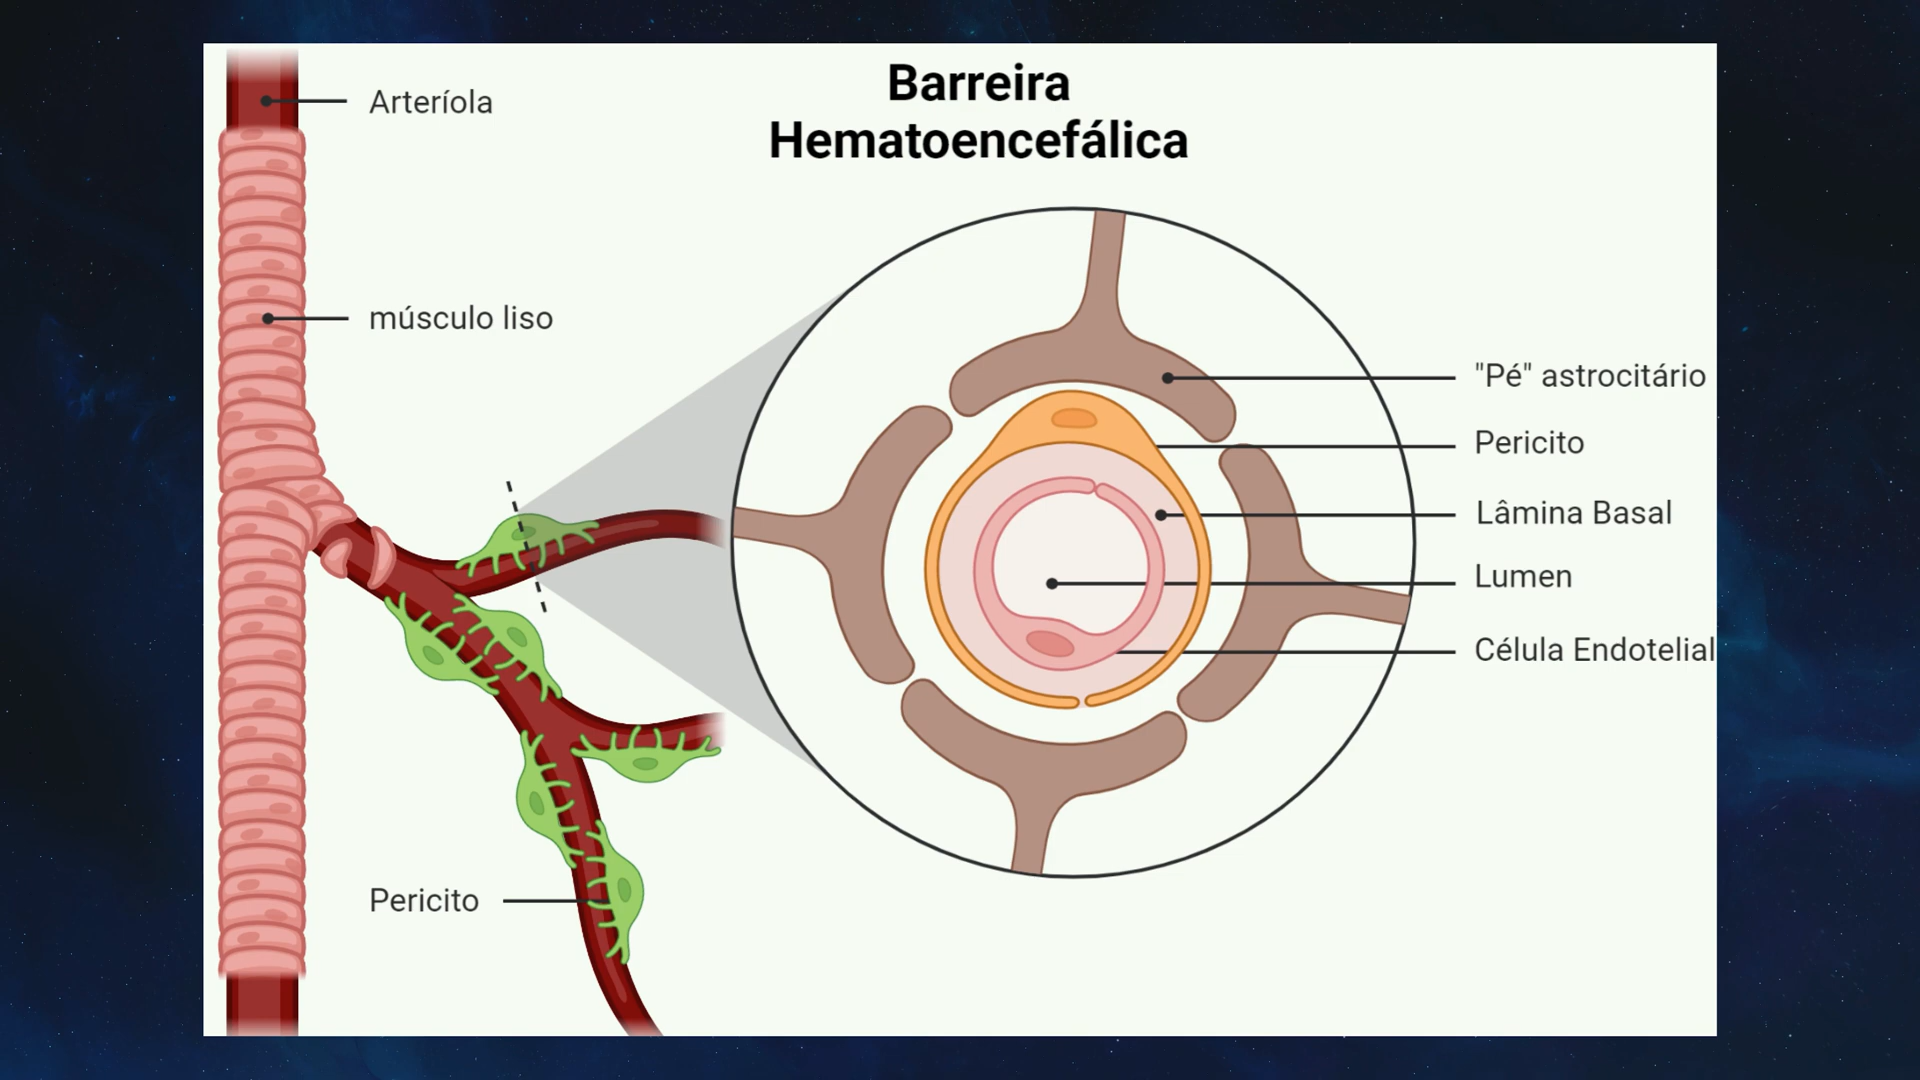 Barreira
Hematoencefálica
Arteríola
músculo liso
"Pé" astrocitário
Pericito
Lâmina Basal
Lumen
Célula Endotelial
Pericito